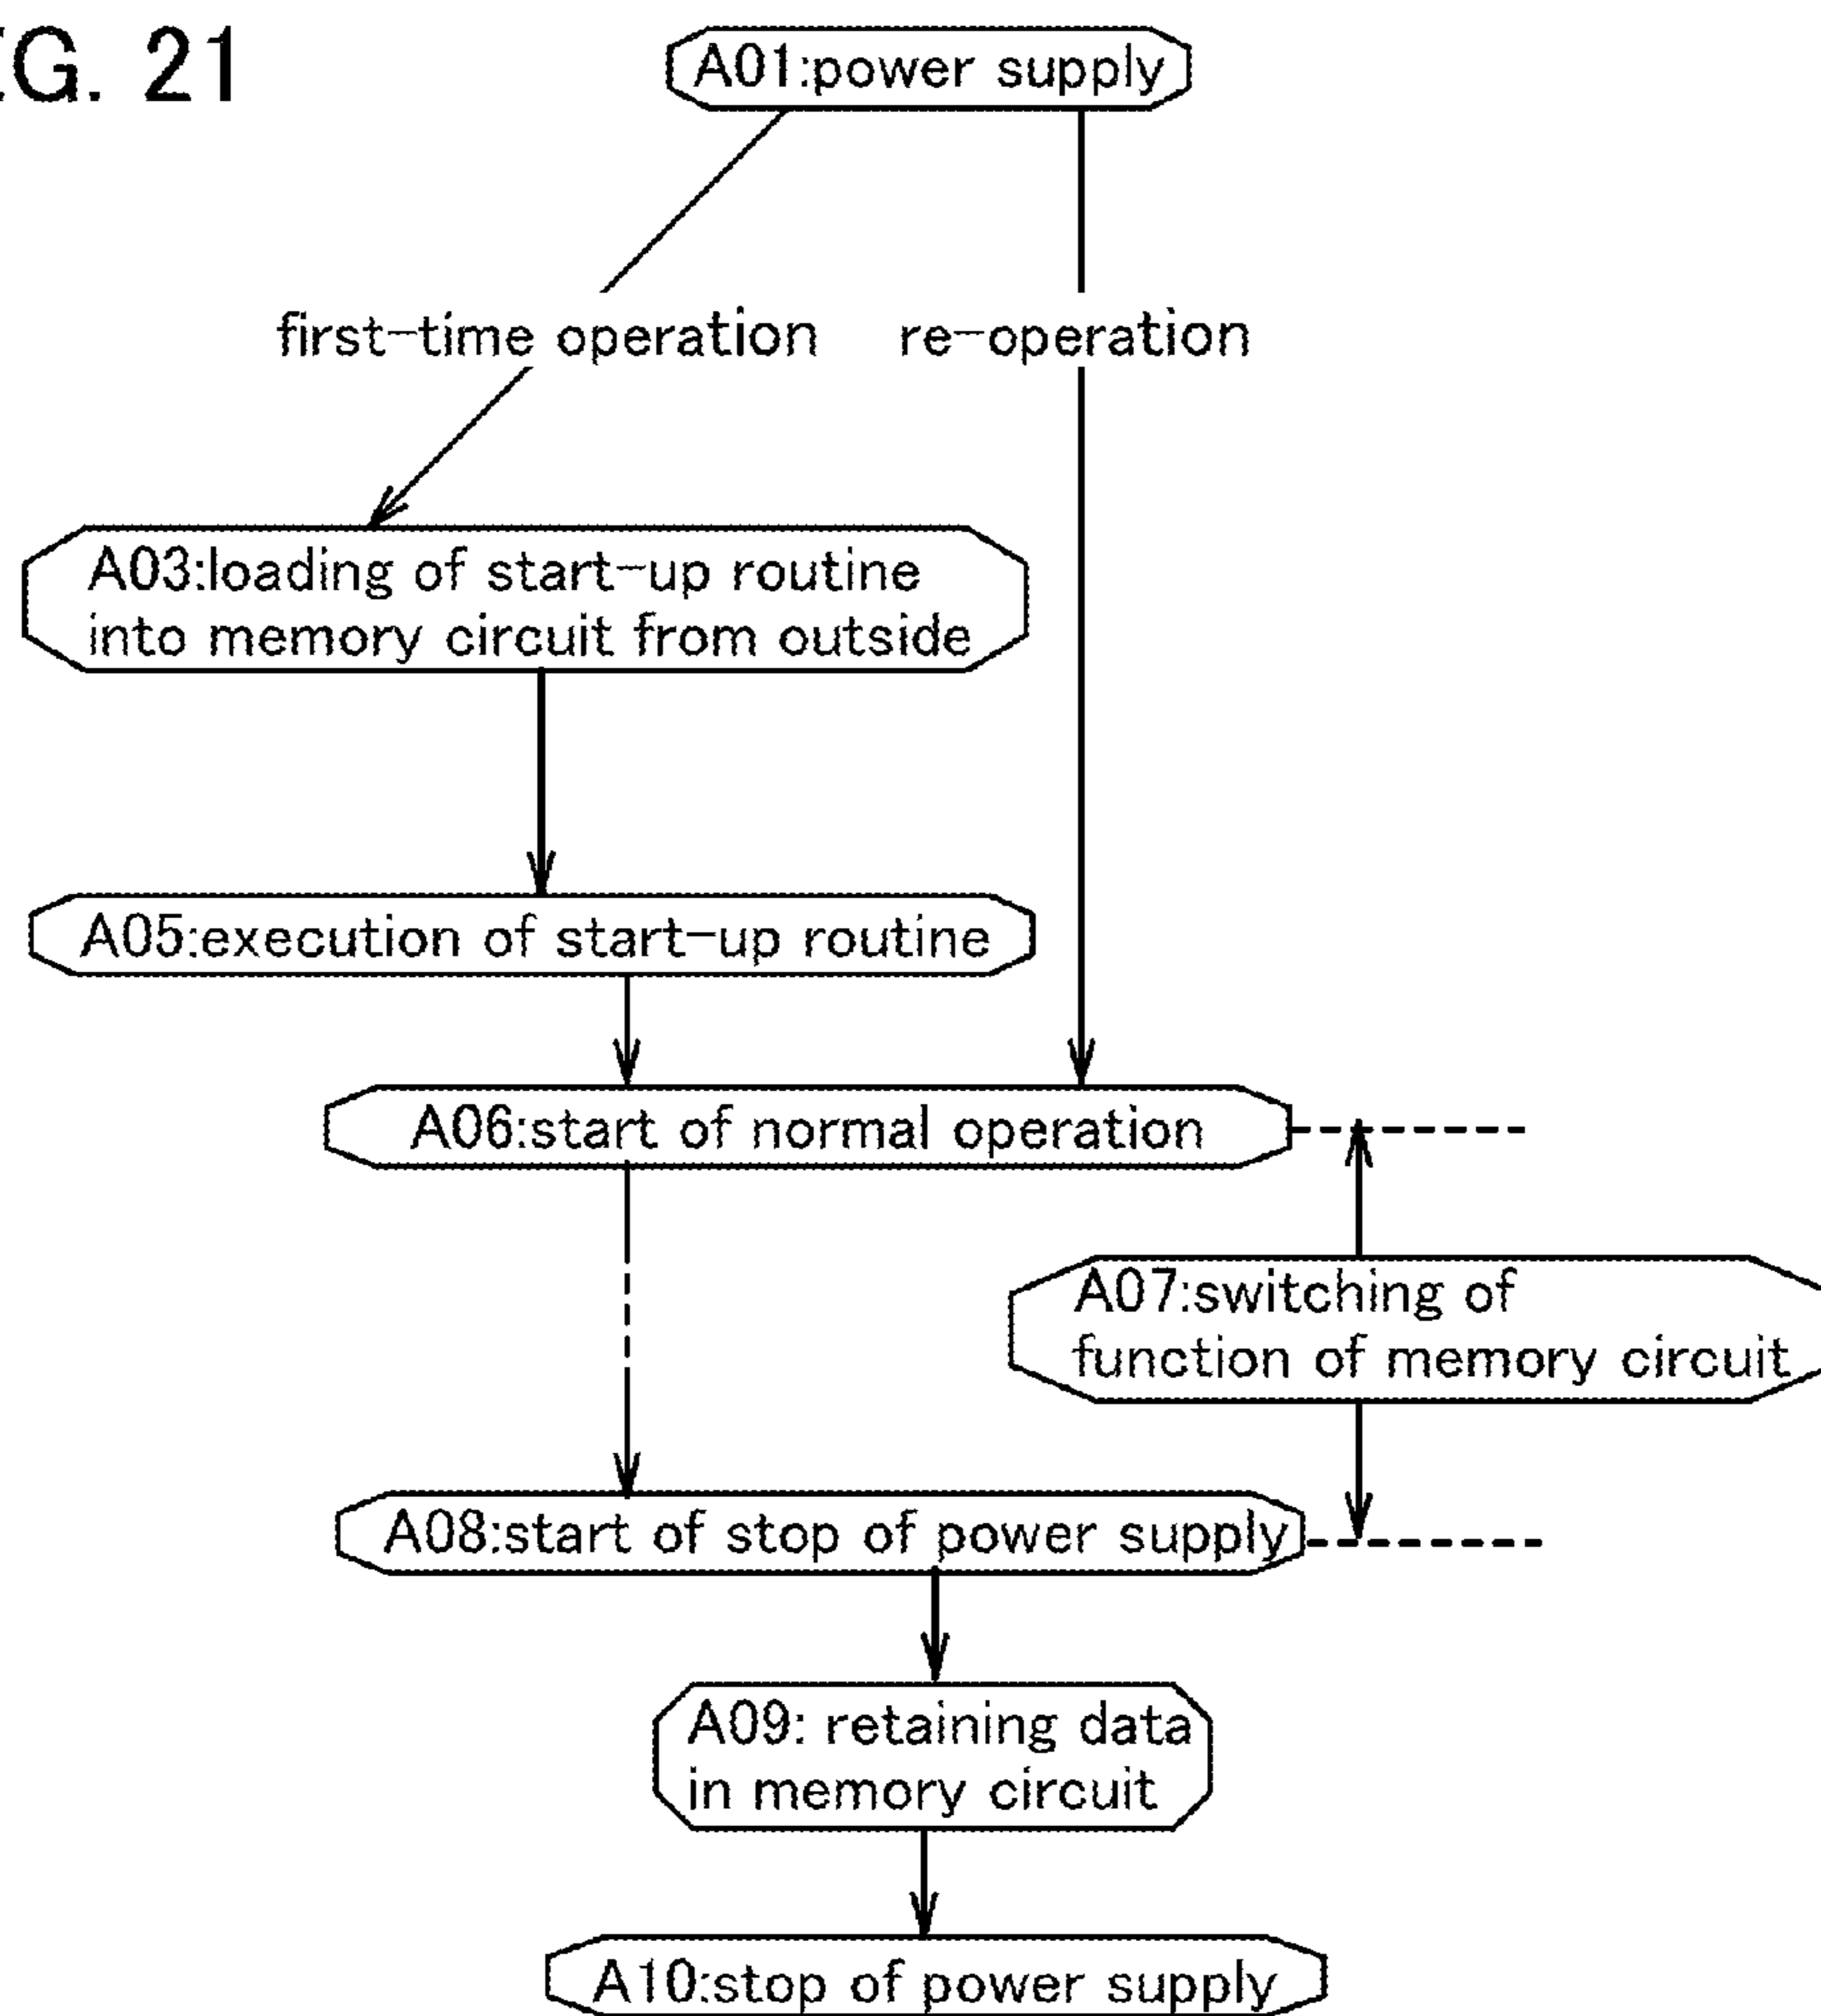 G. 21
A01:power supply
first-time operation
re-operation
A03:loading of start-up routine
into memory circuit from outside
A05:execution of start-up routine
A06:start of normal operation
A07:switching of
function of memory circuit
A08:start of stop of power supply
A09: retaining data
in memory circuit
A10:stop of power supply